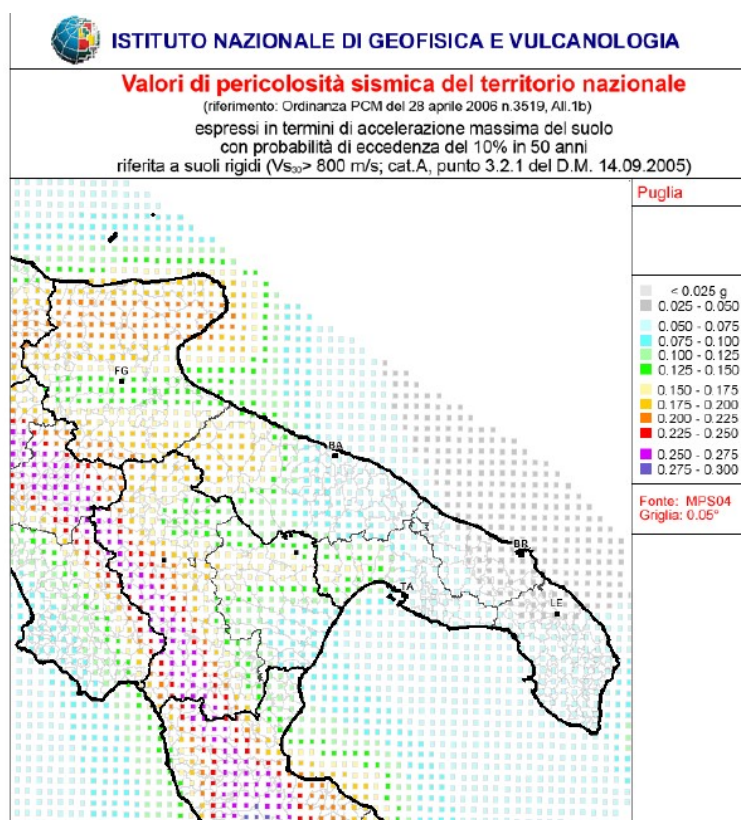 ISTITUTO NAZIONALE DI GEOFISICA E VULCANOLOGIA
Valori di pericolosità sismica del territorio nazionale
(riferimento: Ordinanza PCM del 28 aprile 2006 n.3519, All.1b)
espressi in termini di accelerazione massima del suolo
con probabilità di eccedenza del 10% in 50 anni
riferita a suoli rigidi (Vs₃₀> 800 m/s; cat.A, punto 3.2.1 del D.M. 14.09.2005)
Puglia
< 0.025 g
0.025 - 0.050
0.050 - 0.075
0.075 - 0.100
0.100 - 0.125
0.125 - 0.150
0.150 - 0.175
0.175 - 0.200
0.200 - 0.225
0.225 - 0.250
0.250 - 0.275
0.275 - 0.300
Fonte: MPS04
Griglia: 0.05°
FG
BA
BR
TA
LE